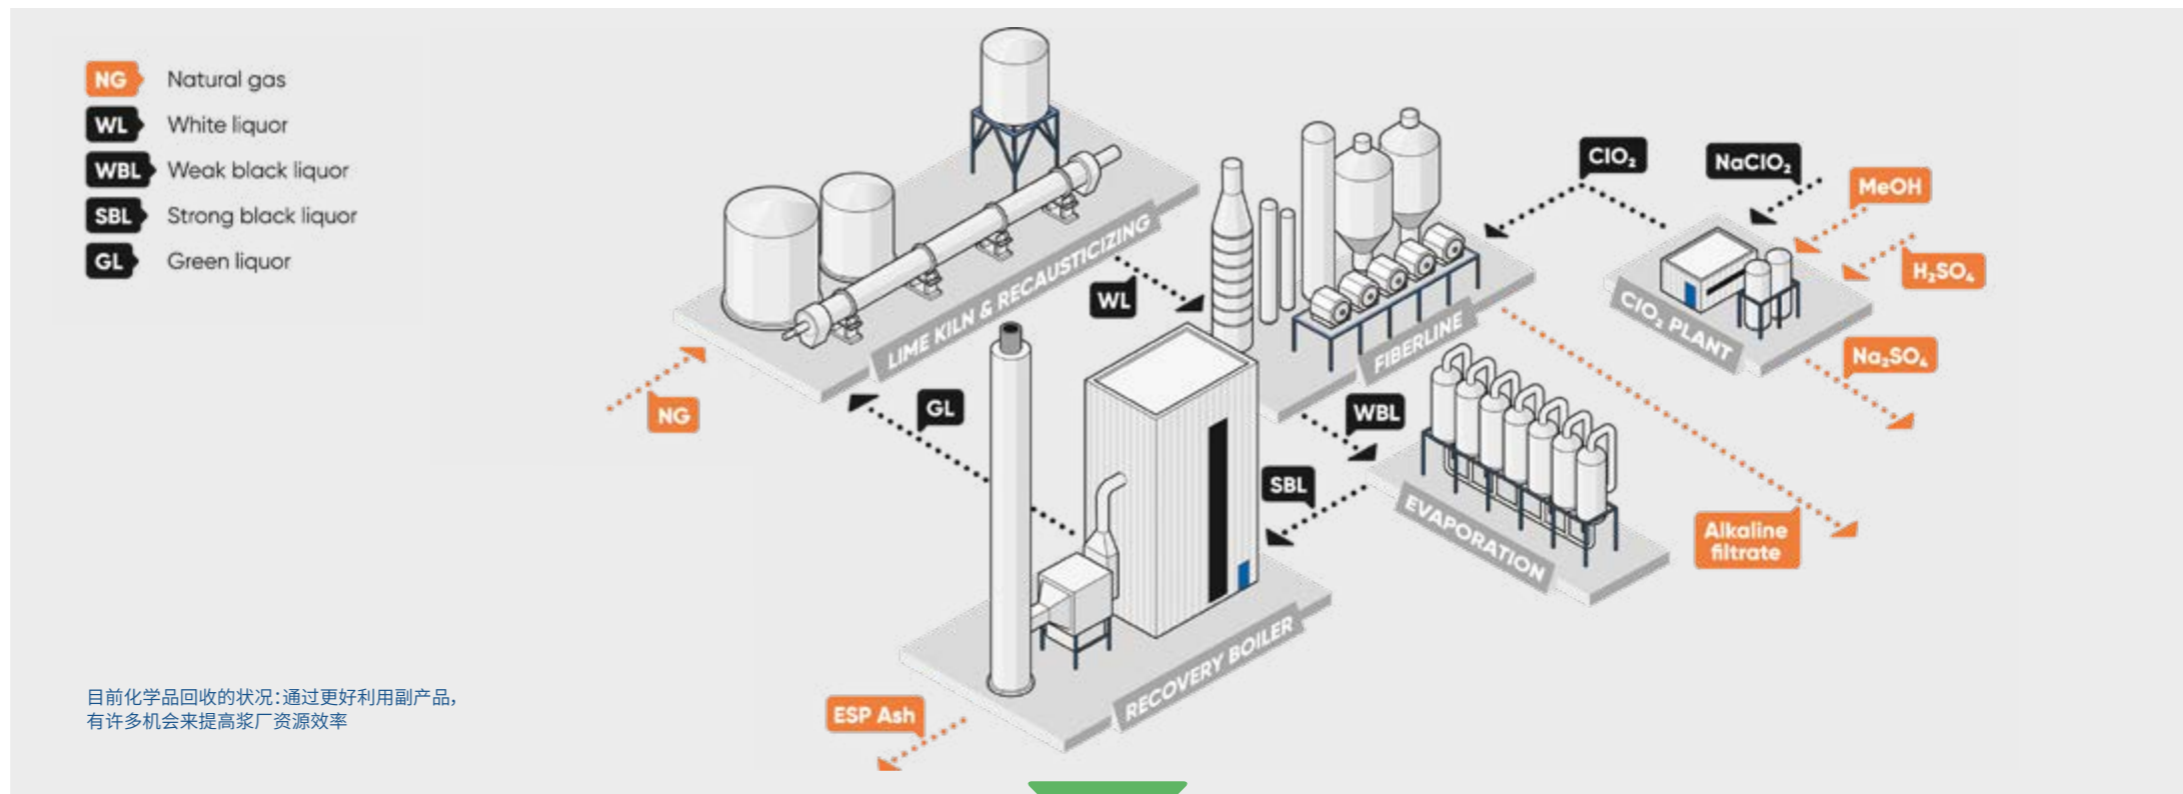 NG Natural gas
WL White liquor
WBL Weak black liquor
SBL Strong black liquor
GL Green liquor
LIME KILN & RECAUSTICIZING
NG
WL
GL
FIBERLINE
ClO₂
NaClO₂
MeOH
H₂SO₄
ClO₂ PLANT
Na₂SO₄
WBL
SBL
EVAPORATION
Alkaline
filtrate
RECOVERY BOILER
ESP Ash
目前化学品回收的状况：通过更好利用副产品，
有许多机会来提高浆厂资源效率